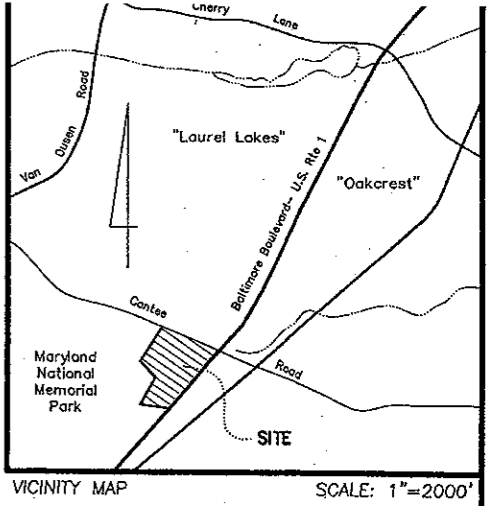 Cherry Lane
Van Dusen Road
"Laurel Lakes"
Baltimore Boulevard- U.S. Rte 1
"Oakcrest"
Contee Road
Maryland
National
Memorial
Park
SITE
VICINITY MAP
SCALE: 1"=2000'